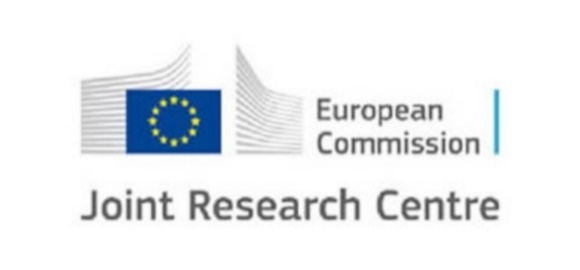 European
Commission
Joint Research Centre